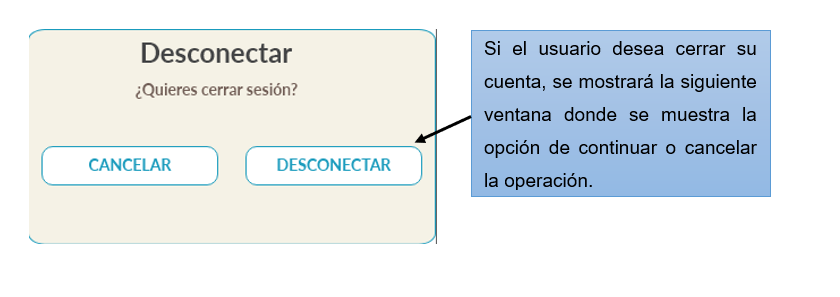 Desconectar
¿Quieres cerrar sesión?
CANCELAR
DESCONECTAR
Si el usuario desea cerrar su
cuenta, se mostrará la siguiente
ventana donde se muestra la
opción de continuar o cancelar
la operación.